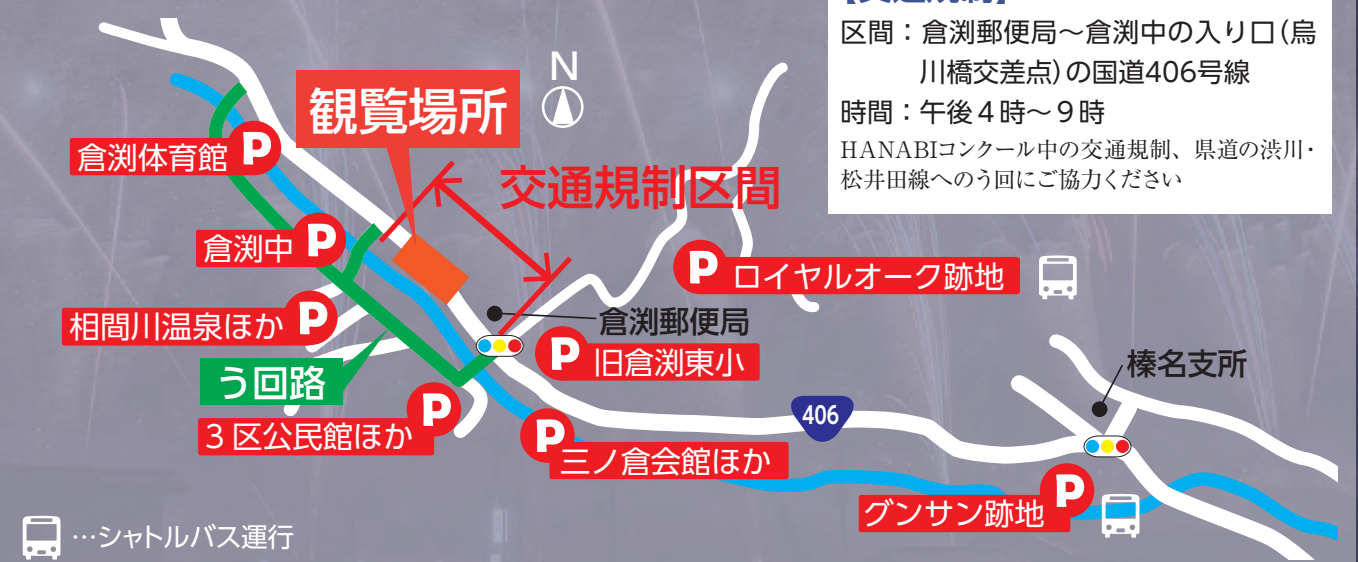 区間：倉渕郵便局～倉渕中の入り口(烏
川橋交差点)の国道406号線
時間：午後４時～９時
HANABIコンクール中の交通規制、県道の渋川・
松井田線へのう回にご協力ください
N
観覧場所
交通規制区間
倉渕体育館 P
倉渕中 P
相間川温泉ほか P
う回路
３区公民館ほか P
P ロイヤルオーク跡地
倉渕郵便局
P 旧倉渕東小
P 三ノ倉会館ほか
406
榛名支所
グンサン跡地 P
…シャトルバス運行